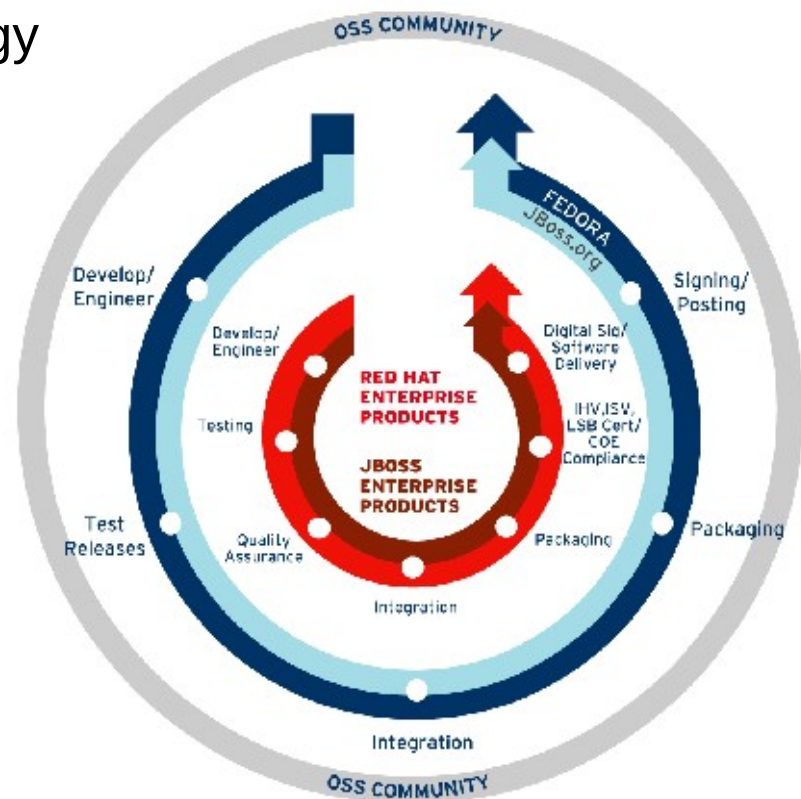 gy
OSS COMMUNITY
FEDORA
JBoss.org
Develop/
Engineer
Signing/
Posting
Develop/
Engineer
Digital Sig/
Software
Delivery
RED HAT
ENTERPRISE
PRODUCTS
Testing
IHV,ISV,
LSB Cert/
COE
Compliance
JBOSS
ENTERPRISE
PRODUCTS
Test
Releases
Quality
Assurance
Packaging
Packaging
Integration
Integration
OSS COMMUNITY